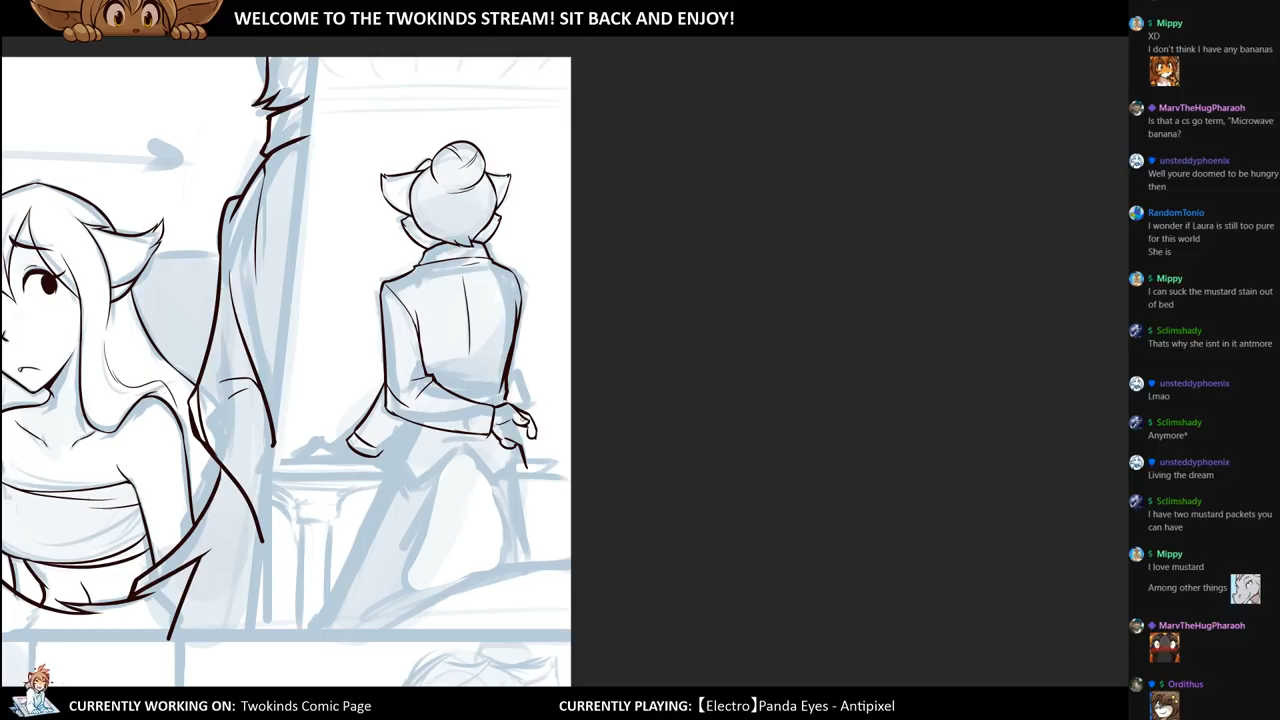 WELCOME TO THE TWOKINDS STREAM! SIT BACK AND ENJOY!
$ Mippy
XD
I don't think I have any bananas
MarvTheHugPharaoh
Is that a cs go term, "Microwave
banana?
unsteddyphoenix
Well youre doomed to be hungry
then
RandomTonio
I wonder if Laura is still too pure
for this world
She is
$ Mippy
I can suck the mustard stain out
of bed
$ Sclimshady
Thats why she isnt in it antmore
unsteddyphoenix
Lmao
$ Sclimshady
Anymore*
unsteddyphoenix
Living the dream
$ Sclimshady
I have two mustard packets you
can have
$ Mippy
I love mustard
Among other things
MarvTheHugPharaoh
$ Ordithus
CURRENTLY WORKING ON: Twokinds Comic Page
CURRENTLY PLAYING: 【Electro】Panda Eyes - Antipixel